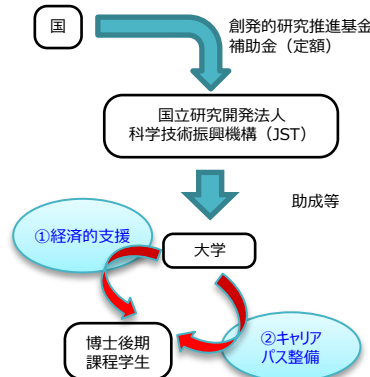 国
創発的研究推進基金
補助金（定額）
国立研究開発法人
科学技術振興機構（JST）
助成等
①経済的支援
大学
博士後期
課程学生
②キャリア
パス整備